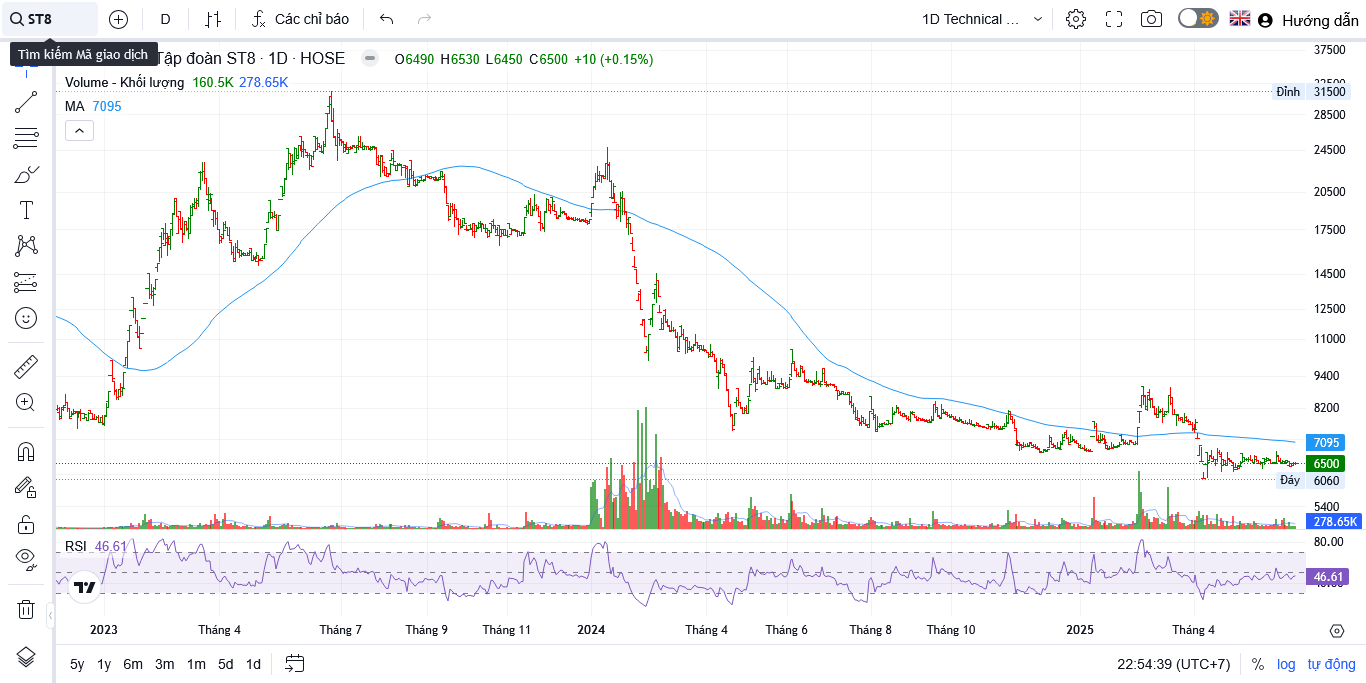 ST8
D
Các chỉ báo
1D Technical ...
Hướng dẫn
Tìm kiếm Mã giao dịch
Tập đoàn ST8 · 1D · HOSE
O6490 H6530 L6450 C6500 +10 (+0.15%)
Volume - Khối lượng 160.5K 278.65K
MA 7095
37500
Đỉnh 31500
28500
24500
20500
17500
14500
12500
11000
9400
8200
7095
6500
Đáy 6060
5400
278.65K
RSI 46.61
80.00
46.61
2023
Tháng 4
Tháng 7
Tháng 9
Tháng 11
2024
Tháng 4
Tháng 6
Tháng 8
Tháng 10
2025
Tháng 4
5y 1y 6m 3m 1m 5d 1d
22:54:39 (UTC+7)
%
log
tự động